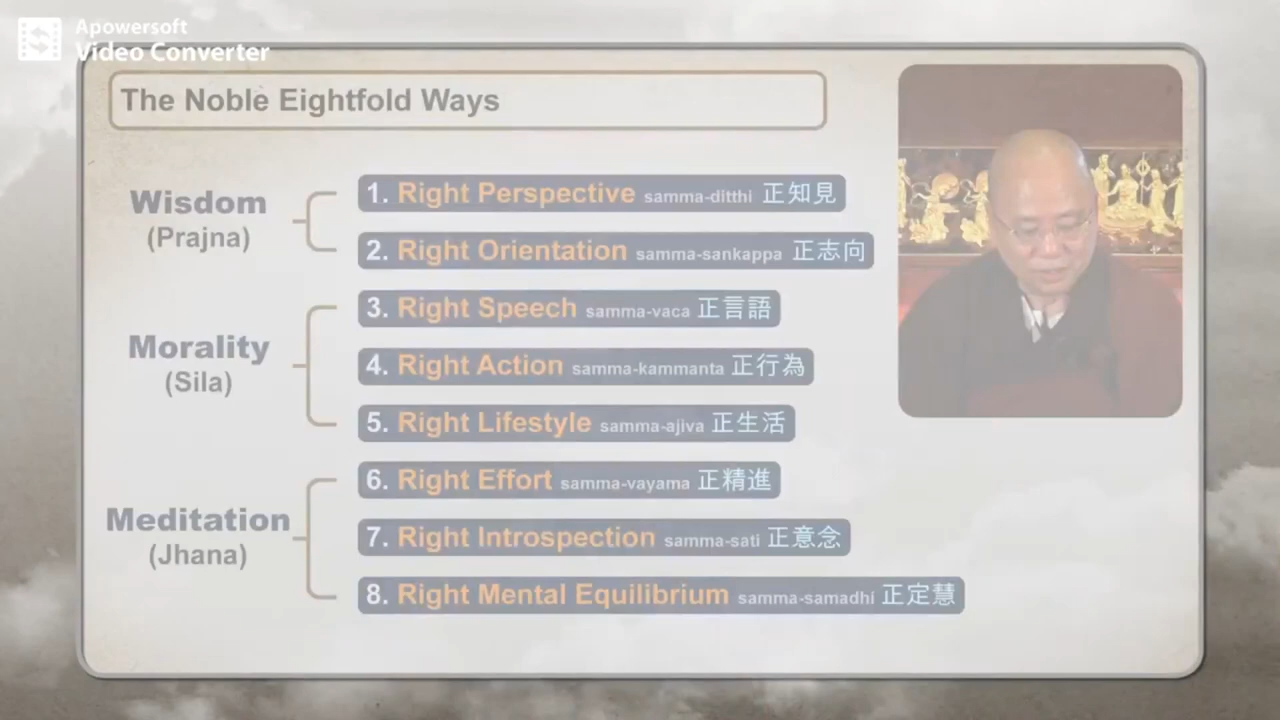 Apowersoft
Video Converter
The Noble Eightfold Ways
Wisdom
(Prajna)
1. Right Perspective samma-ditthi 正知見
2. Right Orientation samma-sankappa 正志向
Morality
(Sila)
3. Right Speech samma-vaca 正言語
4. Right Action samma-kammanta 正行為
5. Right Lifestyle samma-ajiva 正生活
Meditation
(Jhana)
6. Right Effort samma-vayama 正精進
7. Right Introspection samma-sati 正意念
8. Right Mental Equilibrium samma-samadhi 正定慧